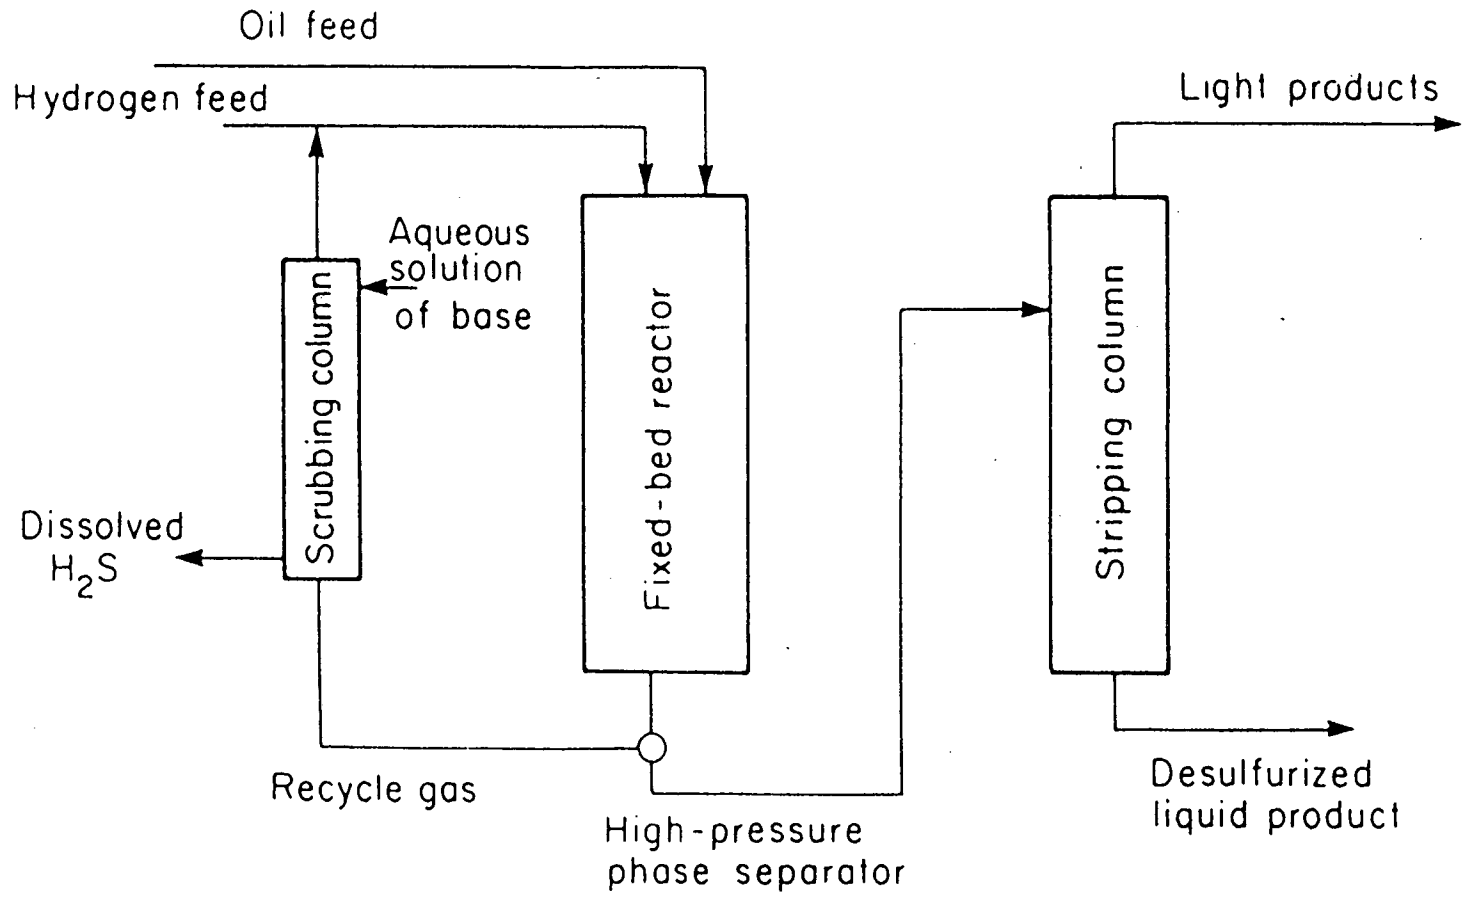 Oil feed
Hydrogen feed
Light products
Aqueous
solution
of base
Scrubbing column
Fixed-bed reactor
Stripping column
Dissolved
H₂S
Recycle gas
High-pressure
phase separator
Desulfurized
liquid product